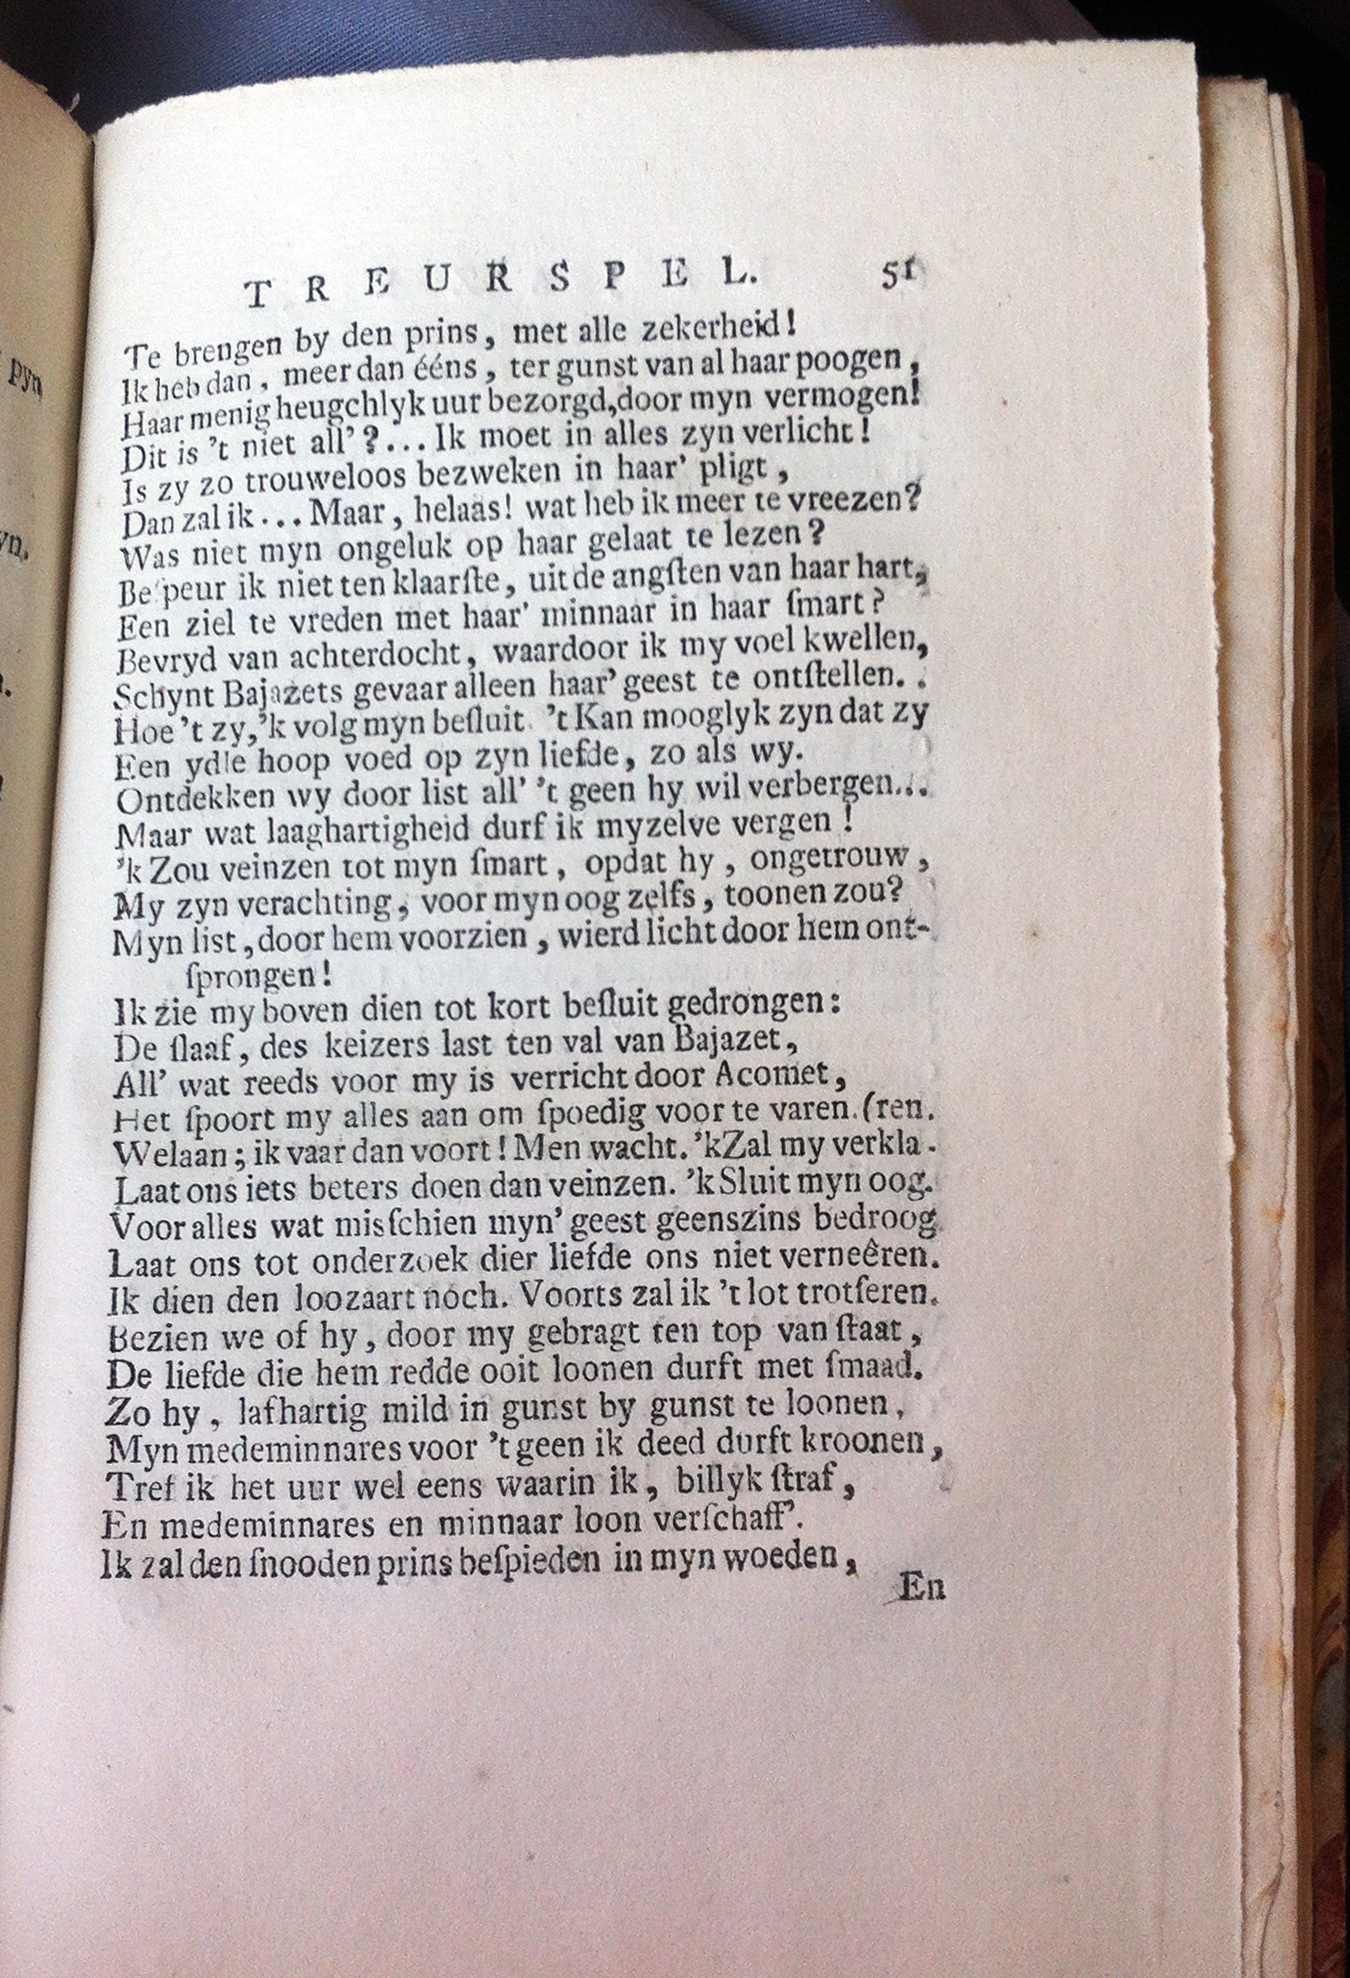 pyn
yn.
TREURSPEL. 51
Te brengen by den prins, met alle zekerheid!
Ik heb dan, meer dan ééns, ter gunst van al haar poogen,
Haar menig heugchlyk uur bezorgd, door myn vermogen!
Dit is 't niet all'?... Ik moet in alles zyn verlicht!
Is zy zo trouweloos bezweken in haar' pligt,
Dan zal ik... Maar, helaas! wat heb ik meer te vreezen?
Was niet myn ongeluk op haar gelaat te lezen?
Beſpeur ik niet ten klaarſte, uit de angſten van haar hart,
Een ziel te vreden met haar' minnaar in haar ſmart?
Bevryd van achterdocht, waardoor ik my voel kwellen,
Schynt Bajazets gevaar alleen haar' geest te ontſtellen. .
Hoe 't zy, 'k volg myn beſluit 't Kan mooglyk zyn dat zy
Een ydle hoop voed op zyn liefde, zo als wy.
Ontdekken wy door list all' 't geen hy wil verbergen...
Maar wat laaghartigheid durf ik myzelve vergen!
'k Zou veinzen tot myn ſmart, opdat hy, ongetrouw,
My zyn verachting, voor myn oog zelfs, toonen zou?
Myn list, door hem voorzien, wierd licht door hem ont-
ſprongen!
Ik zie my boven dien tot kort beſluit gedrongen:
De ſlaaf, des keizers last ten val van Bajazet,
All' wat reeds voor my is verricht door Acomet,
Het ſpoort my alles aan om ſpoedig voor te varen. (ren.
Welaan; ik vaar dan voort! Men wacht. 'k Zal my verkla-
Laat ons iets beters doen dan veinzen. 'k Sluit myn oog.
Voor alles wat misſchien myn' geest geenszins bedroog
Laat ons tot onderzoek dier liefde ons niet verneêren.
Ik dien den loozaart nóch. Voorts zal ik 't lot trotſeren.
Bezien we of hy, door my gebragt ten top van ſtaat,
De liefde die hem redde ooit loonen durft met ſmaad.
Zo hy, lafhartig mild in gunst by gunst te loonen,
Myn medeminnares voor 't geen ik deed durft kroonen,
Tref ik het uur wel eens waarin ik, billyk ſtraf,
En medeminnares en minnaar loon verſchaff'.
Ik zal den ſnooden prins beſpieden in myn woeden,
En